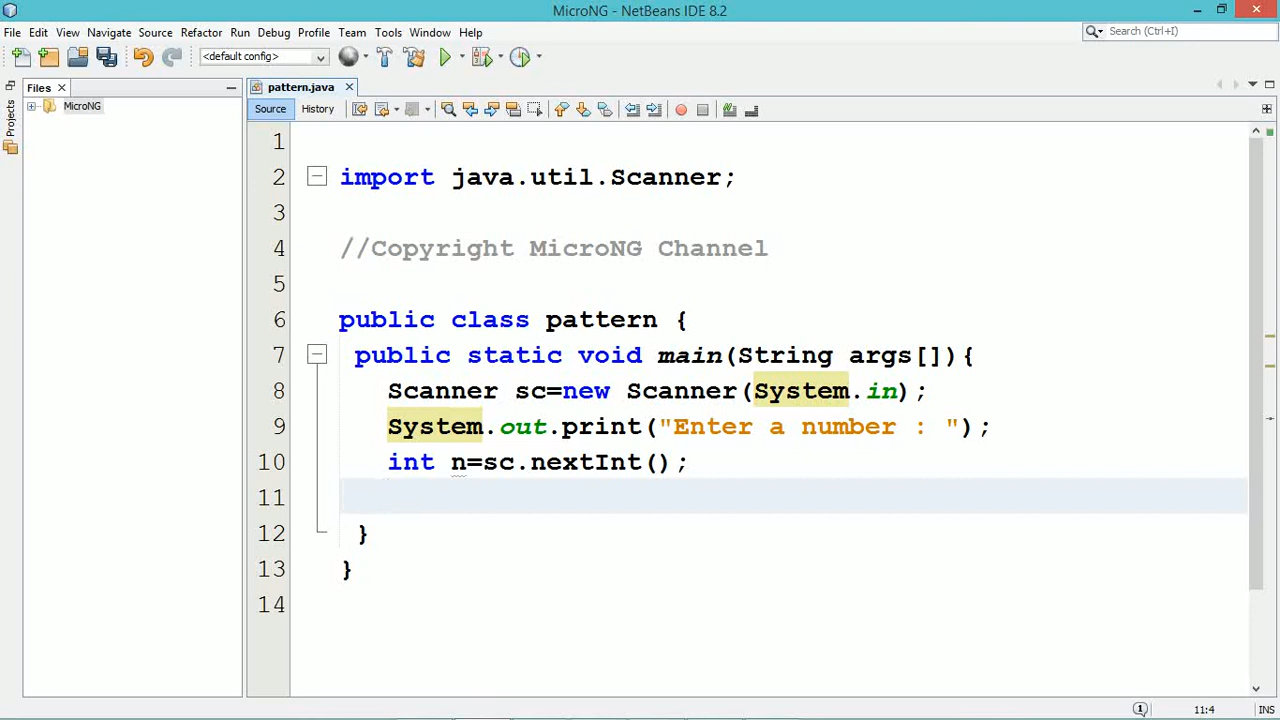 MicroNG - NetBeans IDE 8.2
File Edit View Navigate Source Refactor Run Debug Profile Team Tools Window Help
Search (Ctrl+I)
<default config>
Files
pattern.java
Projects
MicroNG
Source History
1
2 import java.util.Scanner;
3
4 //Copyright MicroNG Channel
5
6 public class pattern {
7 public static void main(String args[]){
8 Scanner sc=new Scanner(System.in);
9 System.out.print("Enter a number : ");
10 int n=sc.nextInt();
11
12 }
13 }
14
1 11:4 INS